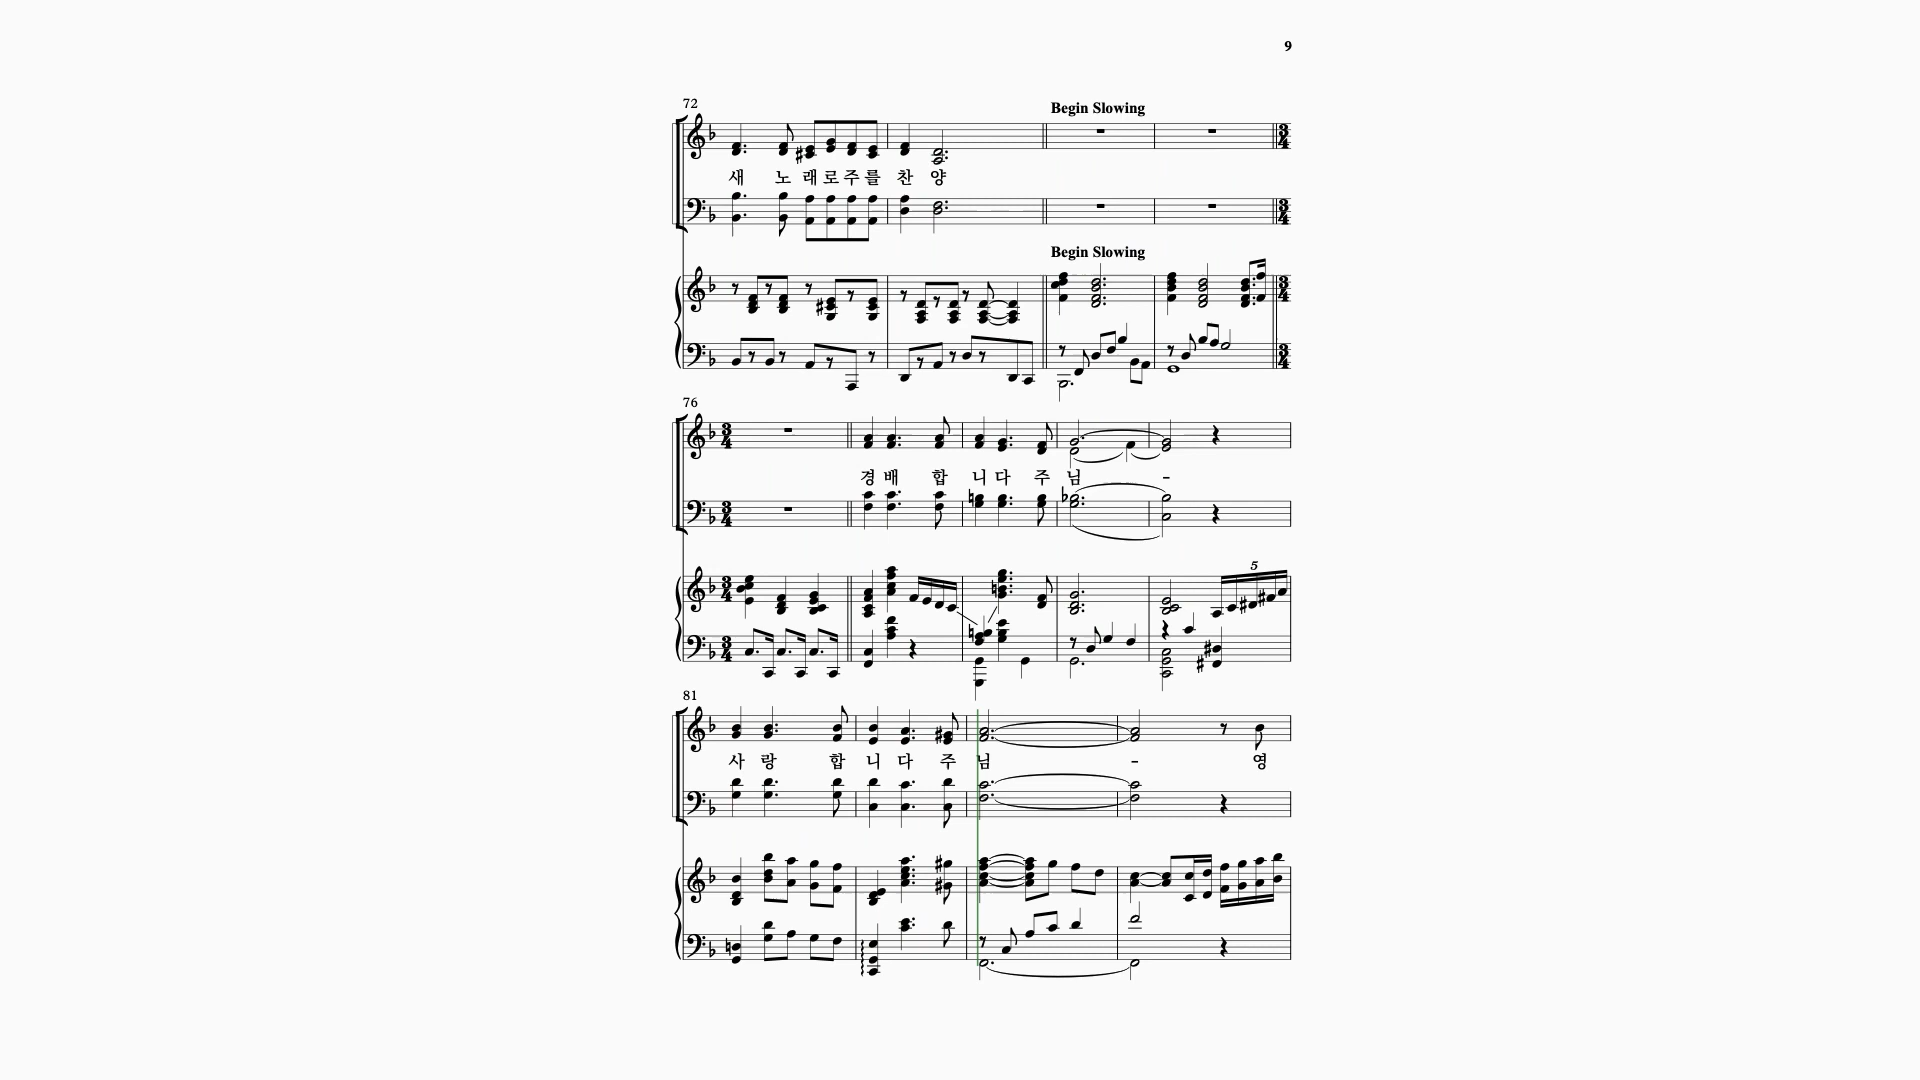 9
72
Begin Slowing
새 노 래 로 주 를 찬 양
Begin Slowing
76
경 배 합 니 다 주 님 -
5
81
사 랑 합 니 다 주 님 - 영